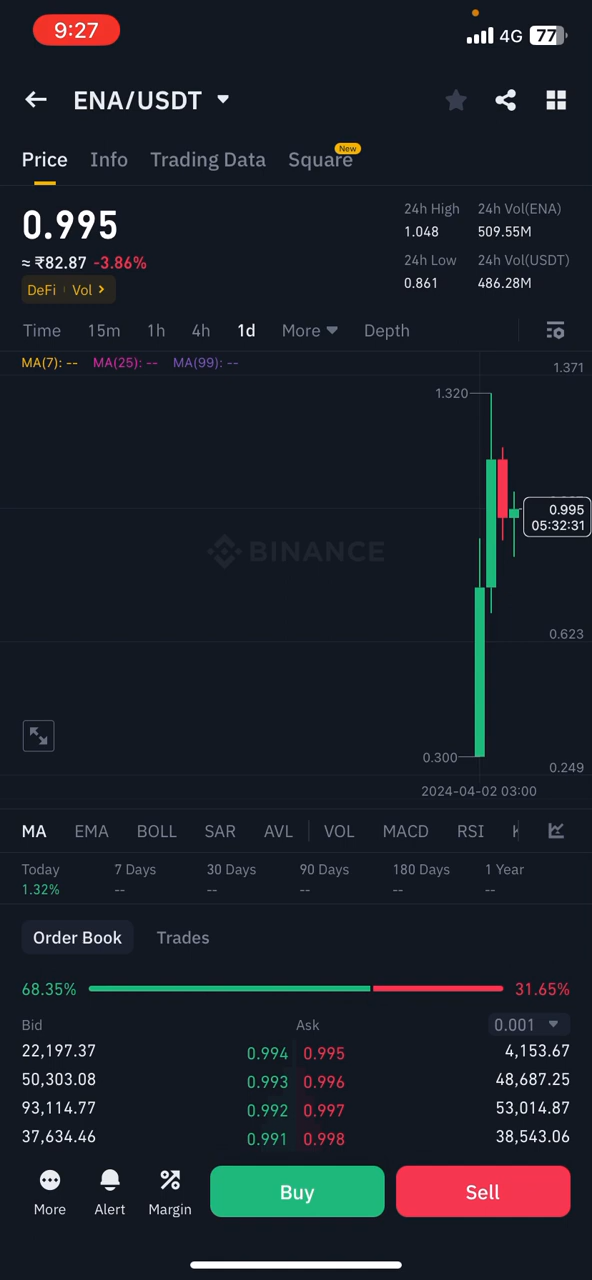 9:27
4G 77
ENA/USDT
Price Info Trading Data Square New
0.995
≈ ₹82.87 -3.86%
DeFi Vol
24h High 24h Vol(ENA)
1.048 509.55M
24h Low 24h Vol(USDT)
0.861 486.28M
Time 15m 1h 4h 1d More Depth
MA(7): -- MA(25): -- MA(99): --
1.371
1.320
0.995
05:32:31
BINANCE
0.623
0.300
0.249
2024-04-02 03:00
MA EMA BOLL SAR AVL VOL MACD RSI
Today 7 Days 30 Days 90 Days 180 Days 1 Year
1.32% -- -- -- -- --
Order Book Trades
68.35% 31.65%
Bid Ask 0.001
22,197.37 0.994 0.995 4,153.67
50,303.08 0.993 0.996 48,687.25
93,114.77 0.992 0.997 53,014.87
37,634.46 0.991 0.998 38,543.06
More Alert Margin Buy Sell